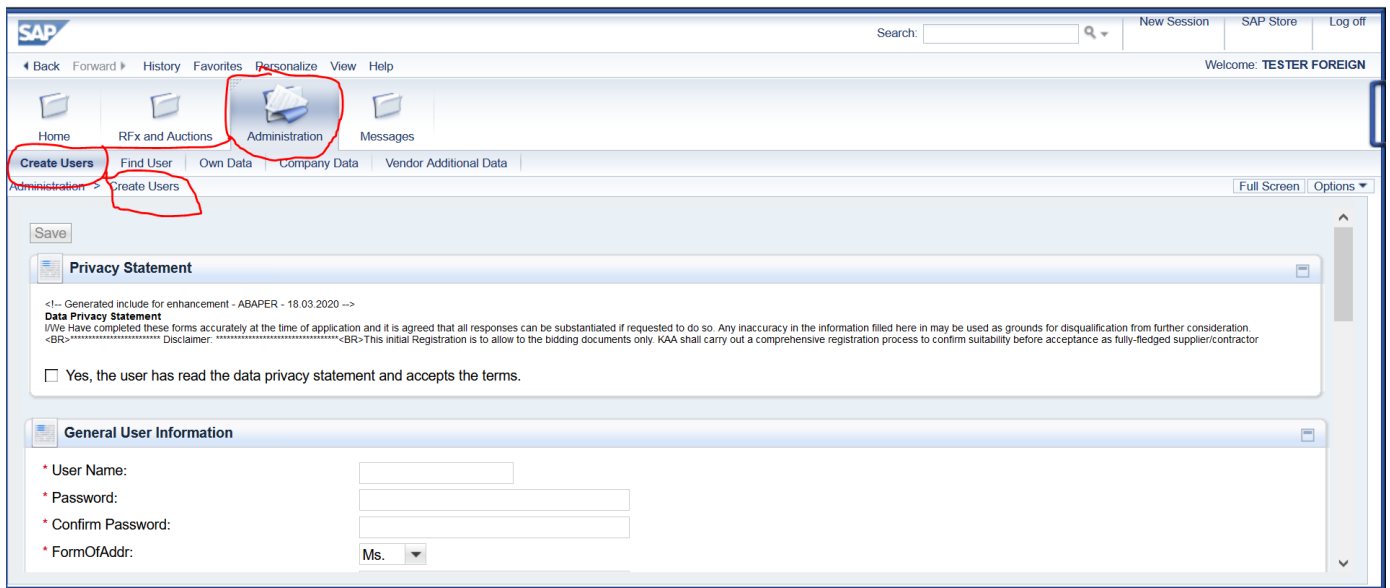 SAP
Search:
New Session
SAP Store
Log off
Back Forward History Favorites Personalize View Help
Welcome: TESTER FOREIGN
Home
RFx and Auctions
Administration
Messages
Create Users
Find User
Own Data
Company Data
Vendor Additional Data
Administration > Create Users
Full Screen
Options
Save
Privacy Statement
<!-- Generated include for enhancement - ABAPER - 18.03.2020 -->
Data Privacy Statement
I/We Have completed these forms accurately at the time of application and it is agreed that all responses can be substantiated if requested to do so. Any inaccuracy in the information filled here in may be used as grounds for disqualification from further consideration.
<BR>************************ Disclaimer: *********************************<BR>This initial Registration is to allow to the bidding documents only. KAA shall carry out a comprehensive registration process to confirm suitability before acceptance as fully-fledged supplier/contractor
Yes, the user has read the data privacy statement and accepts the terms.
General User Information
* User Name:
* Password:
* Confirm Password:
* FormOfAddr:
Ms.